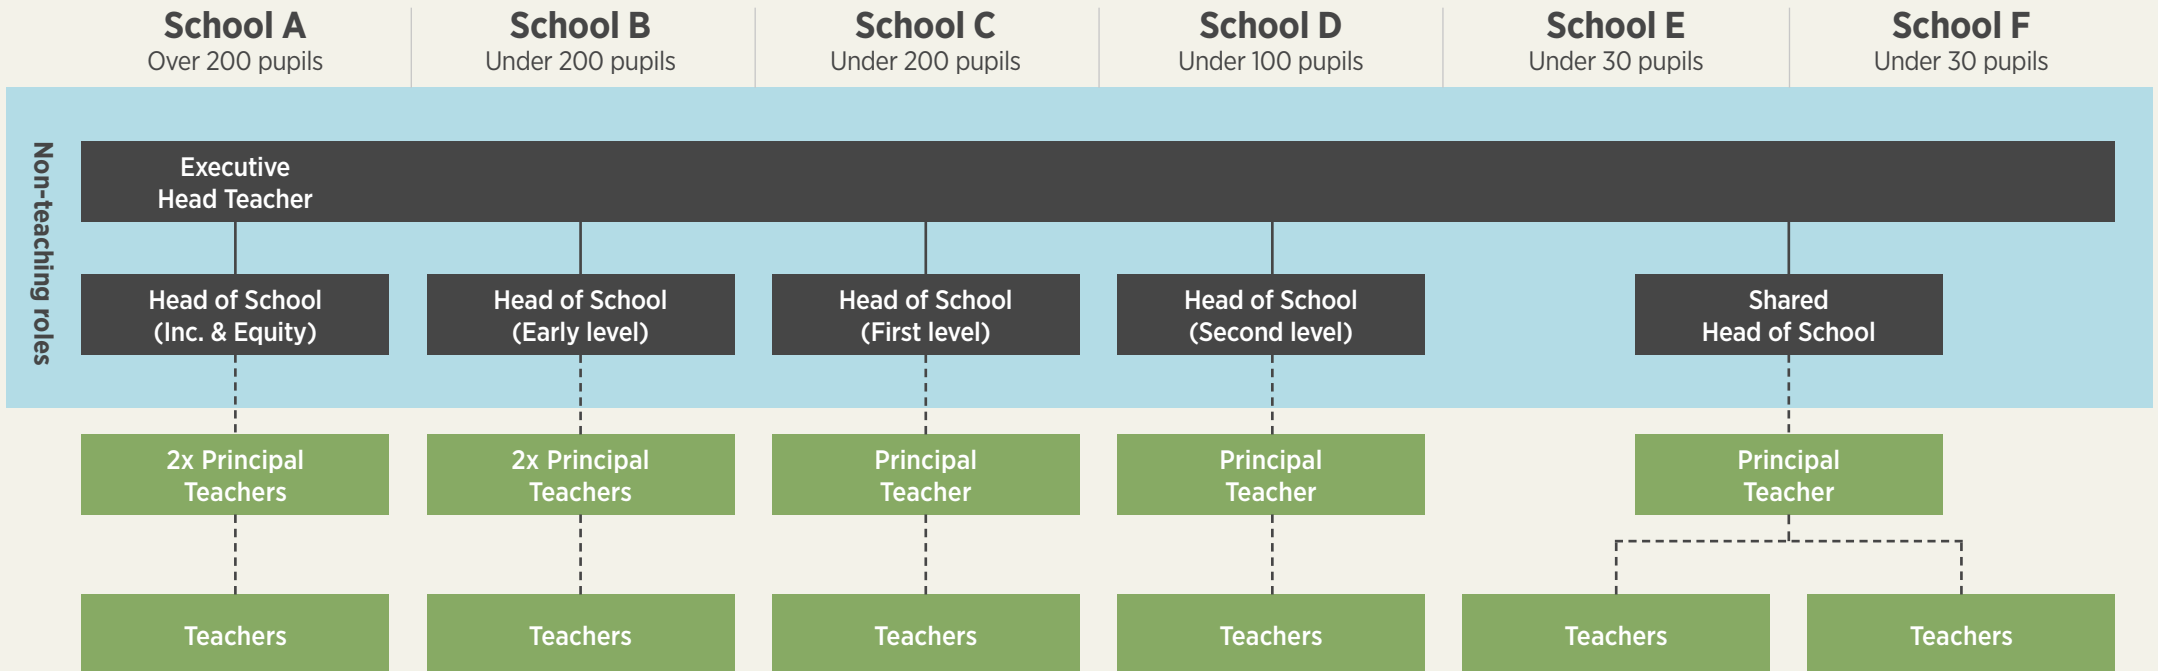 School A
Over 200 pupils
School B
Under 200 pupils
School C
Under 200 pupils
School D
Under 100 pupils
School E
Under 30 pupils
School F
Under 30 pupils
Non-teaching roles
Executive
Head Teacher
Head of School
(Inc. & Equity)
Head of School
(Early level)
Head of School
(First level)
Head of School
(Second level)
Shared
Head of School
2x Principal
Teachers
2x Principal
Teachers
Principal
Teacher
Principal
Teacher
Principal
Teacher
Teachers
Teachers
Teachers
Teachers
Teachers
Teachers